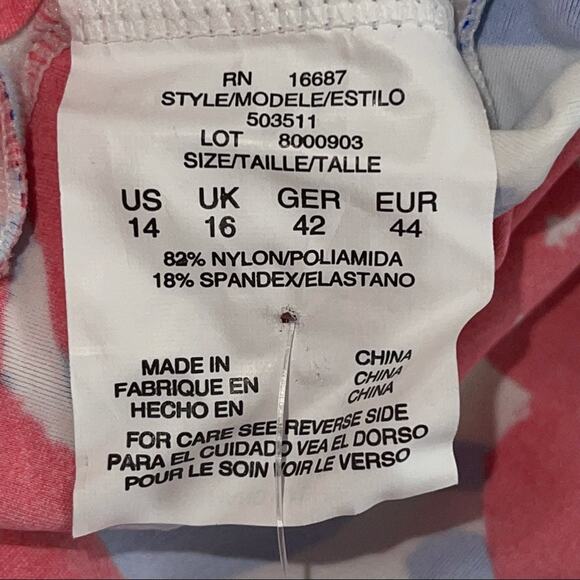 RN 16687
STYLE/MODELE/ESTILO
503511
LOT 8000903
SIZE/TAILLE/TALLE
US UK GER EUR
14 16 42 44
82% NYLON/POLIAMIDA
18% SPANDEX/ELASTANO
MADE IN CHINA
FABRIQUE EN CHINA
HECHO EN CHINA
FOR CARE SEE REVERSE SIDE
PARA EL CUIDADO VEA EL DORSO
POUR LE SOIN VOIR LE VERSO